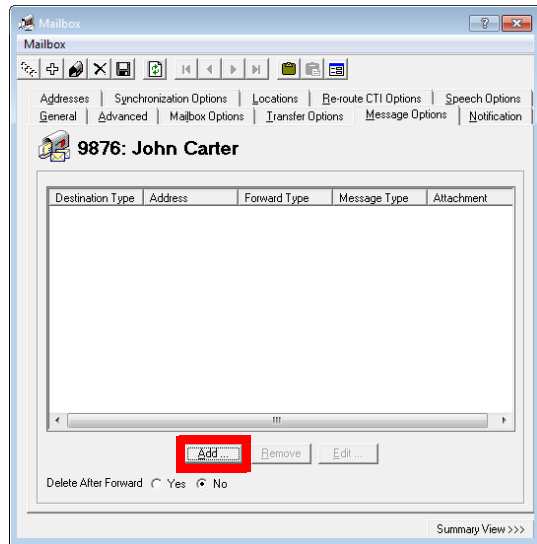 Mailbox
Mailbox
Addresses Synchronization Options Locations Re-route CTI Options Speech Options
General Advanced Mailbox Options Transfer Options Message Options Notification
9876: John Carter
Destination Type Address Forward Type Message Type Attachment
Add ... Remove Edit ...
Delete After Forward Yes No
Summary View >>>